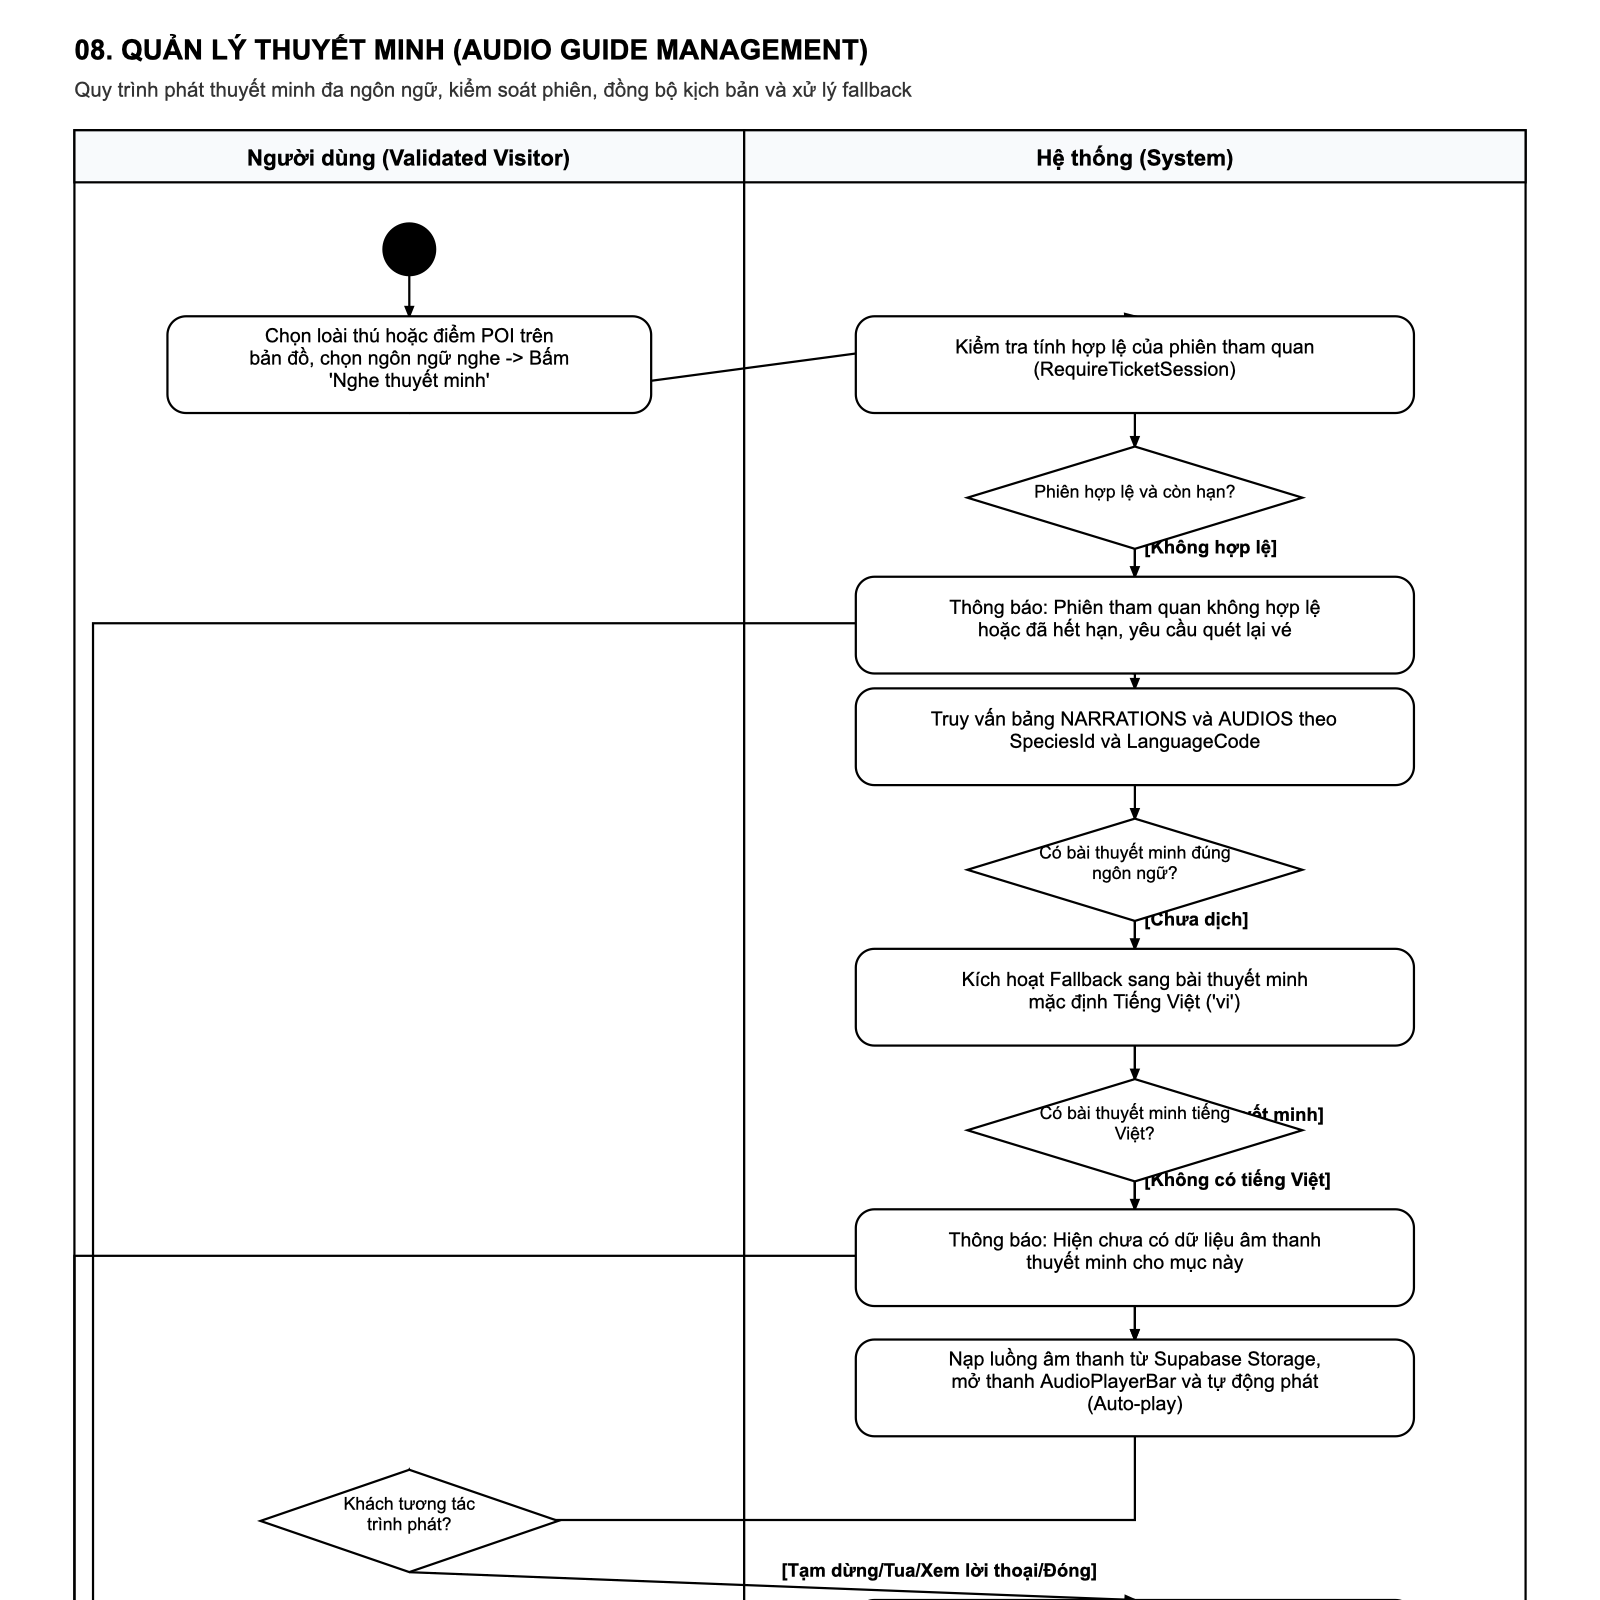 08. QUẢN LÝ THUYẾT MINH (AUDIO GUIDE MANAGEMENT)
Quy trình phát thuyết minh đa ngôn ngữ, kiểm soát phiên, đồng bộ kịch bản và xử lý fallback
Người dùng (Validated Visitor)
Hệ thống (System)
Chọn loài thú hoặc điểm POI trên
bản đồ, chọn ngôn ngữ nghe -> Bấm
'Nghe thuyết minh'
Kiểm tra tính hợp lệ của phiên tham quan
(RequireTicketSession)
Phiên hợp lệ và còn hạn?
[Không hợp lệ]
Thông báo: Phiên tham quan không hợp lệ
hoặc đã hết hạn, yêu cầu quét lại vé
Truy vấn bảng NARRATIONS và AUDIOS theo
SpeciesId và LanguageCode
Có bài thuyết minh đúng
ngôn ngữ?
[Chưa dịch]
Kích hoạt Fallback sang bài thuyết minh
mặc định Tiếng Việt ('vi')
Có bài thuyết minh tiếng
Việt?
minh]
[Không có tiếng Việt]
Thông báo: Hiện chưa có dữ liệu âm thanh
thuyết minh cho mục này
Nạp luồng âm thanh từ Supabase Storage,
mở thanh AudioPlayerBar và tự động phát
(Auto-play)
Khách tương tác
trình phát?
[Tạm dừng/Tua/Xem lời thoại/Đóng]